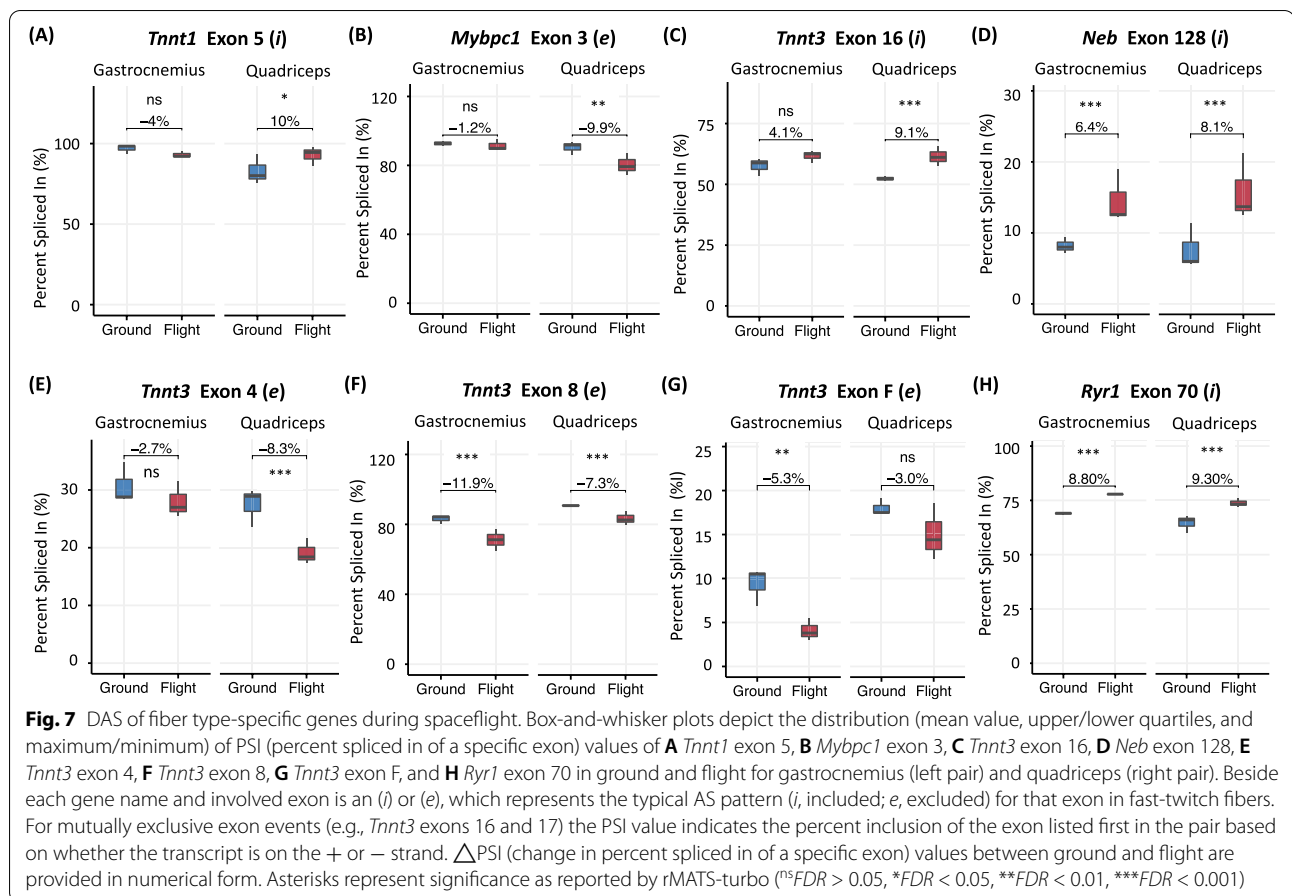 (A) Tnnt1 Exon 5 (i)
Gastrocnemius Quadriceps
ns *
−4% 10%
100
50
0
Percent Spliced In (%)
Ground Flight Ground Flight
(B) Mybpc1 Exon 3 (e)
Gastrocnemius Quadriceps
120
ns **
−1.2% −9.9%
80
40
0
Percent Spliced In (%)
Ground Flight Ground Flight
(C) Tnnt3 Exon 16 (i)
Gastrocnemius Quadriceps
ns ***
75
4.1% 9.1%
50
25
0
Percent Spliced In (%)
Ground Flight Ground Flight
(D) Neb Exon 128 (i)
Gastrocnemius Quadriceps
30
*** ***
6.4% 8.1%
20
10
0
Percent Spliced In (%)
Ground Flight Ground Flight
(E) Tnnt3 Exon 4 (e)
Gastrocnemius Quadriceps
−2.7% −8.3%
ns ***
30
20
10
0
Percent Spliced In (%)
Ground Flight Ground Flight
(F) Tnnt3 Exon 8 (e)
Gastrocnemius Quadriceps
120
*** ***
−11.9% −7.3%
80
40
0
Percent Spliced In (%)
Ground Flight Ground Flight
(G) Tnnt3 Exon F (e)
Gastrocnemius Quadriceps
25
** ns
−5.3% −3.0%
20
15
10
5
0
Percent Spliced In (%)
Ground Flight Ground Flight
(H) Ryr1 Exon 70 (i)
Gastrocnemius Quadriceps
100
*** ***
8.80% 9.30%
75
50
25
0
Percent Spliced In (%)
Ground Flight Ground Flight
Fig. 7 DAS of fiber type-specific genes during spaceflight. Box-and-whisker plots depict the distribution (mean value, upper/lower quartiles, and
maximum/minimum) of PSI (percent spliced in of a specific exon) values of A Tnnt1 exon 5, B Mybpc1 exon 3, C Tnnt3 exon 16, D Neb exon 128, E
Tnnt3 exon 4, F Tnnt3 exon 8, G Tnnt3 exon F, and H Ryr1 exon 70 in ground and flight for gastrocnemius (left pair) and quadriceps (right pair). Beside
each gene name and involved exon is an (i) or (e), which represents the typical AS pattern (i, included; e, excluded) for that exon in fast-twitch fibers.
For mutually exclusive exon events (e.g., Tnnt3 exons 16 and 17) the PSI value indicates the percent inclusion of the exon listed first in the pair based
on whether the transcript is on the + or − strand. △PSI (change in percent spliced in of a specific exon) values between ground and flight are
provided in numerical form. Asterisks represent significance as reported by rMATS-turbo (nsFDR > 0.05, *FDR < 0.05, **FDR < 0.01, ***FDR < 0.001)